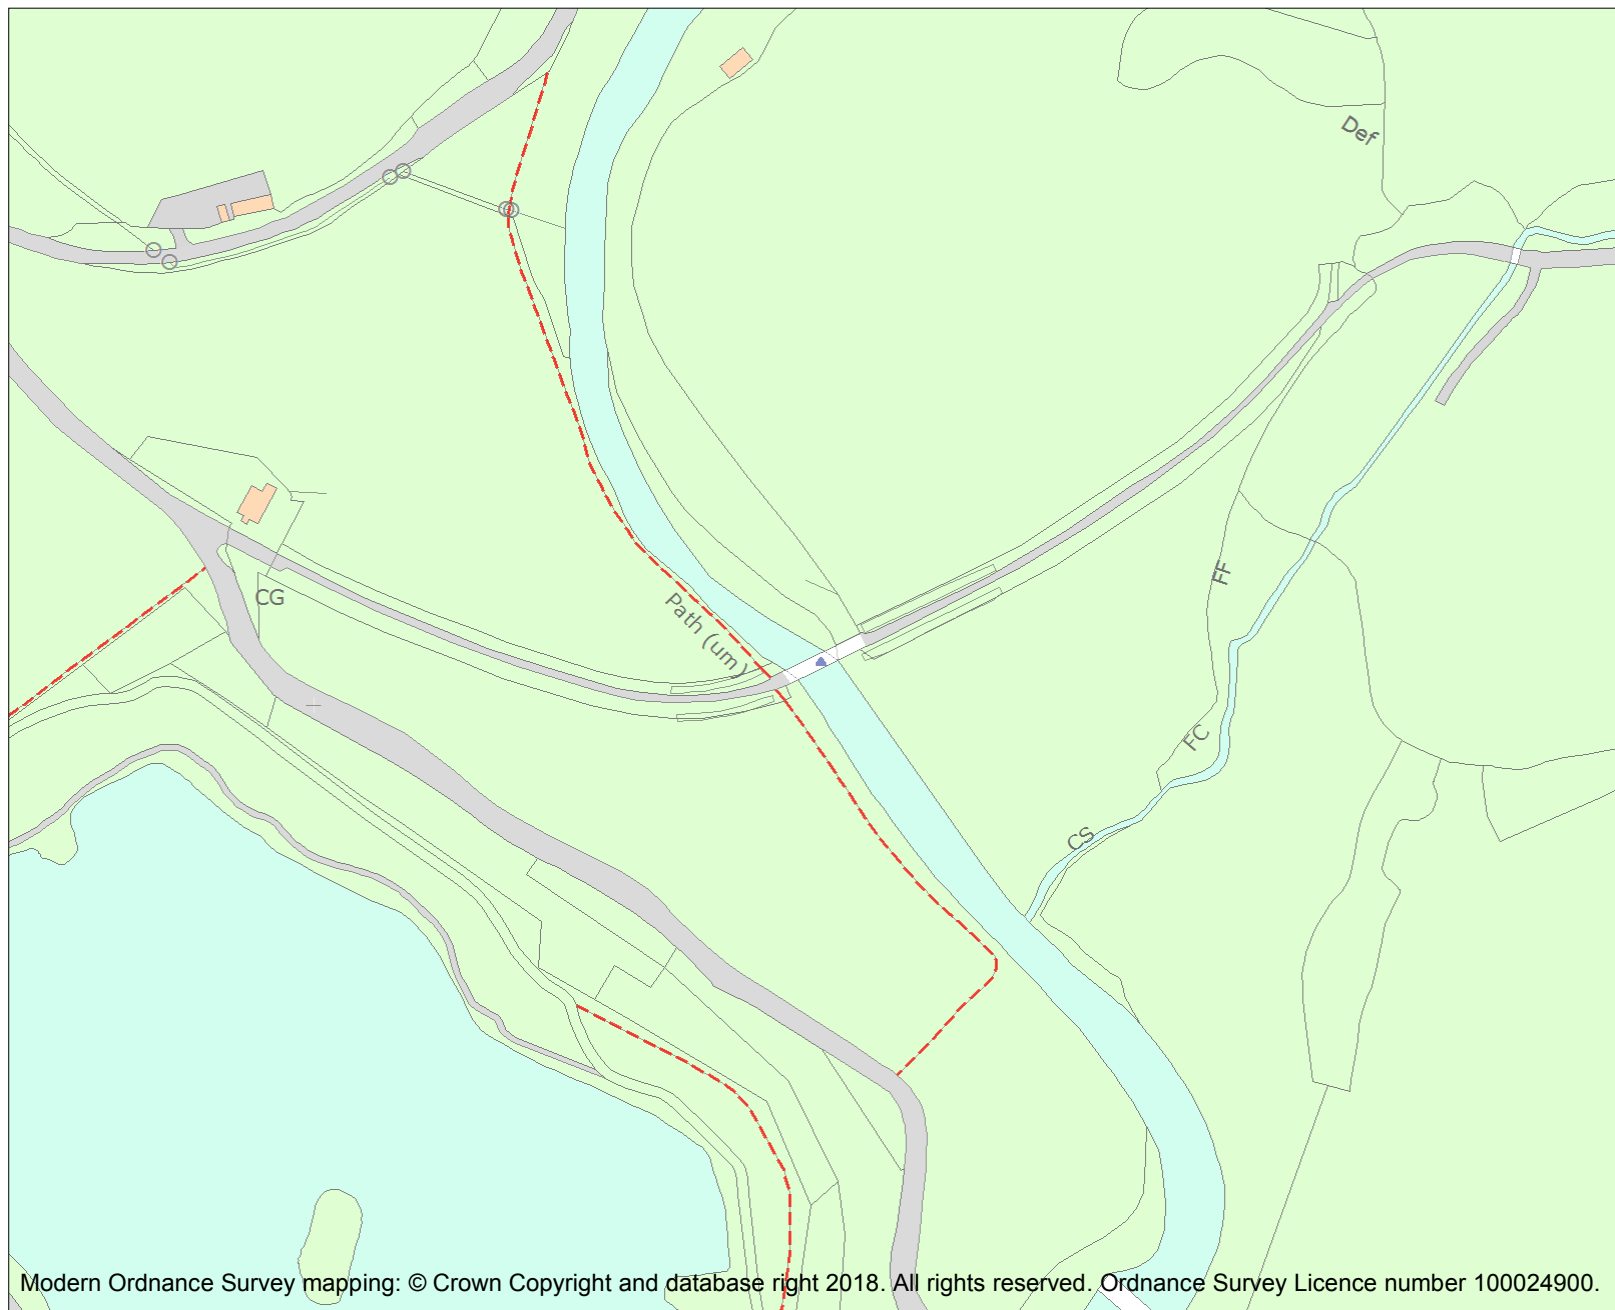 Def
FF
CG
Path (um)
FC
CS
Modern Ordnance Survey mapping: © Crown Copyright and database right 2018. All rights reserved. Ordnance Survey Licence number 100024900.